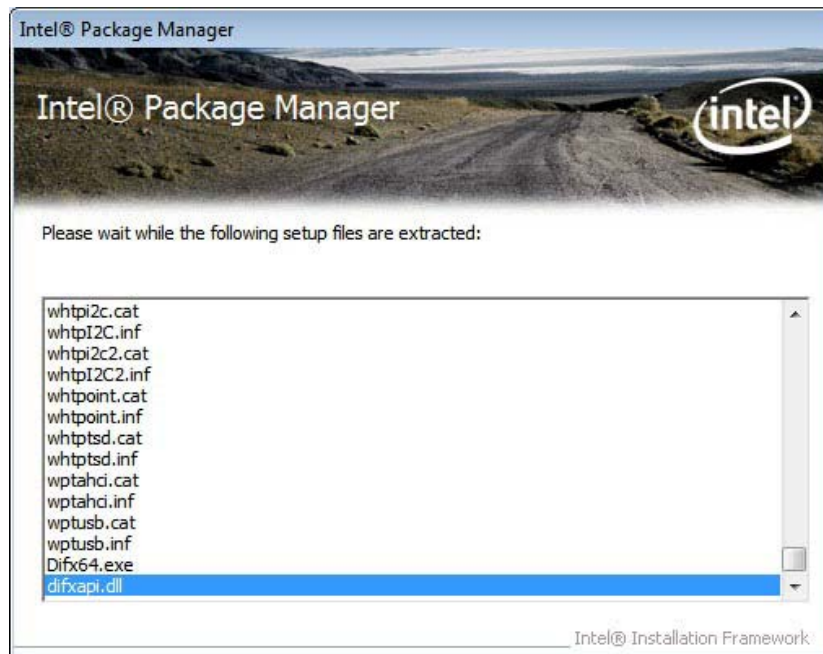 Intel® Package Manager
Intel® Package Manager
intel
Please wait while the following setup files are extracted:
whtpi2c.cat
whtpI2C.inf
whtpi2c2.cat
whtpI2C2.inf
whtpoint.cat
whtpoint.inf
whtptsd.cat
whtptsd.inf
wptahci.cat
wptahci.inf
wptusb.cat
wptusb.inf
Difx64.exe
difxapi.dll
Intel® Installation Framework